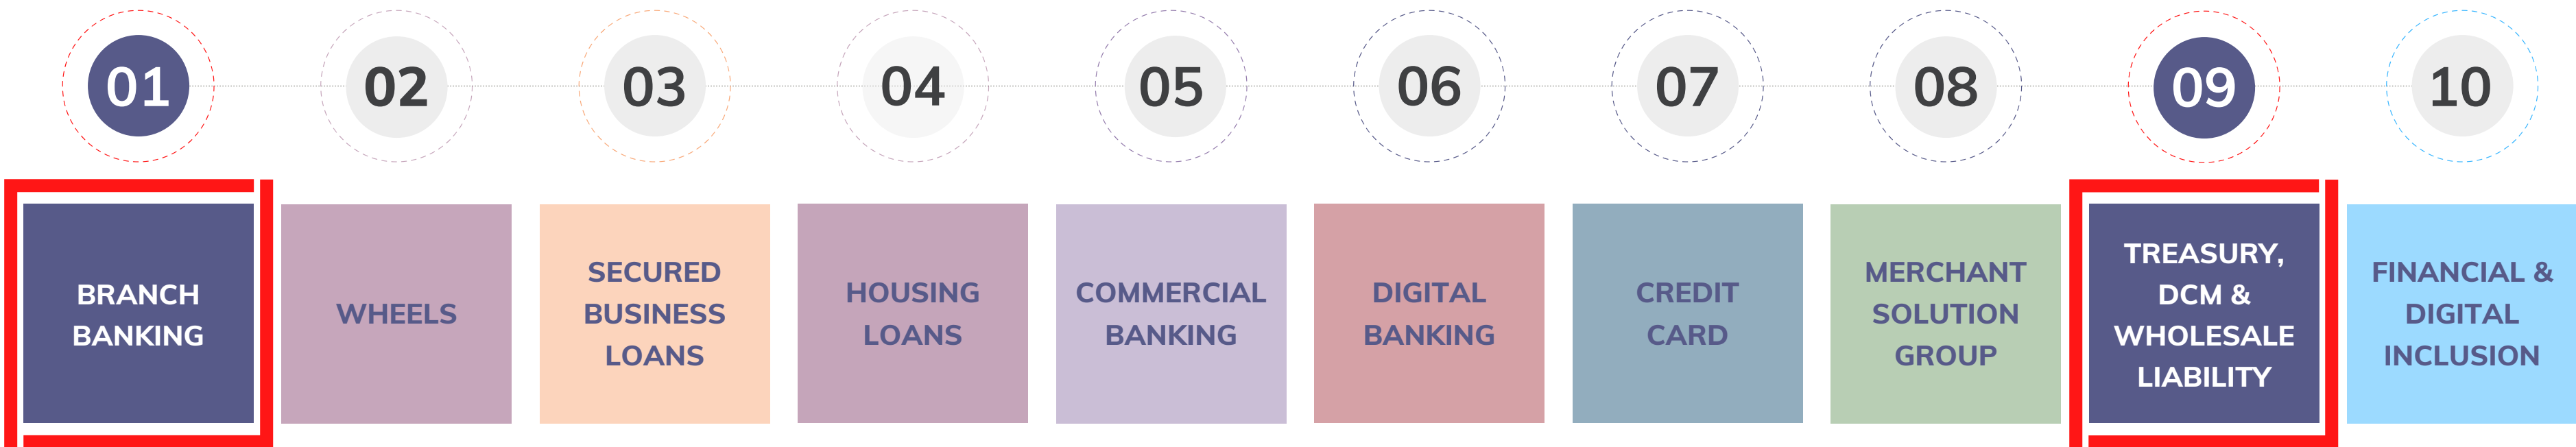 01
02
03
04
05
06
07
08
09
10
BRANCH
BANKING
WHEELS
SECURED
BUSINESS
LOANS
HOUSING
LOANS
COMMERCIAL
BANKING
DIGITAL
BANKING
CREDIT
CARD
MERCHANT
SOLUTION
GROUP
TREASURY,
DCM &
WHOLESALE
LIABILITY
FINANCIAL &
DIGITAL
INCLUSION